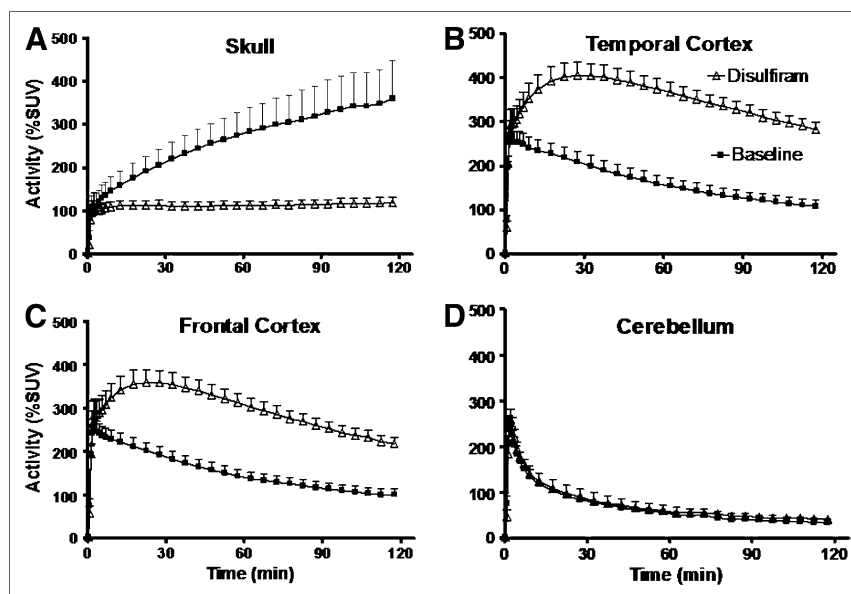 A
Skull
500
400
300
200
100
0
Activity (%SUV)
0 30 60 90 120
B
Temporal Cortex
500
400
300
200
100
0
Disulfiram
Baseline
0 30 60 90 120
C
Frontal Cortex
500
400
300
200
100
0
Activity (%SUV)
0 30 60 90 120
Time (min)
D
Cerebellum
500
400
300
200
100
0
0 30 60 90 120
Time (min)